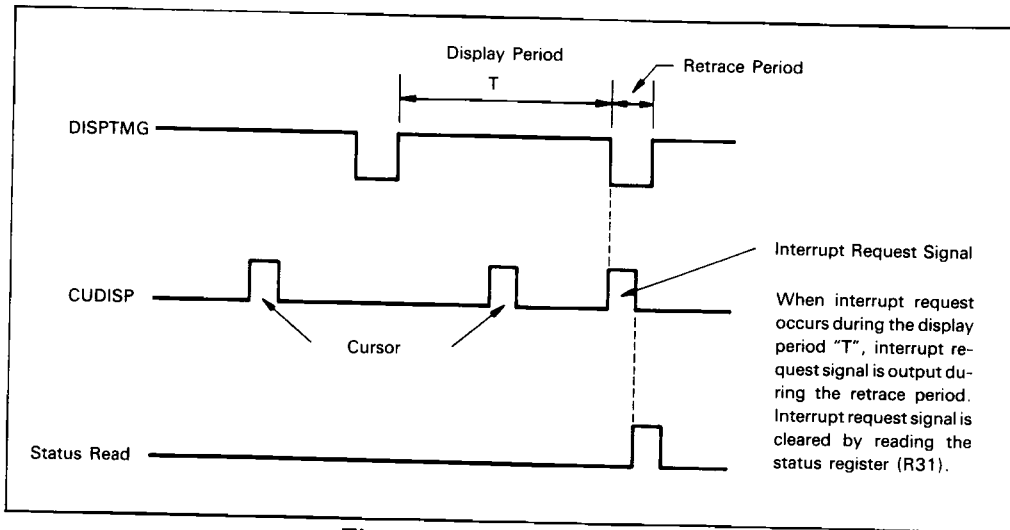 Display Period
T
Retrace Period
DISPTMG
CUDISP
Cursor
Interrupt Request Signal
When interrupt request
occurs during the display
period "T", interrupt re-
quest signal is output du-
ring the retrace period.
Interrupt request signal is
cleared by reading the
status register (R31).
Status Read